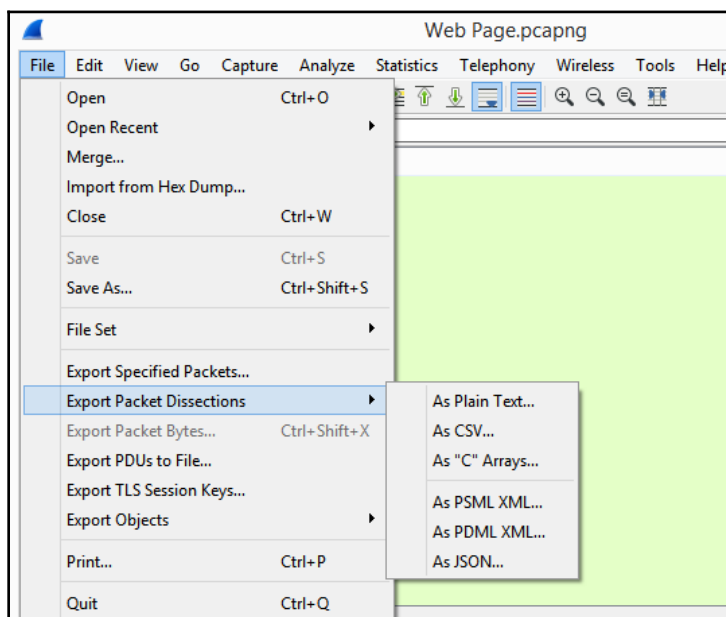 Web Page.pcapng
File Edit View Go Capture Analyze Statistics Telephony Wireless Tools Help
Open Ctrl+O
Open Recent
Merge...
Import from Hex Dump...
Close Ctrl+W
Save Ctrl+S
Save As... Ctrl+Shift+S
File Set
Export Specified Packets...
Export Packet Dissections
As Plain Text...
Export Packet Bytes... Ctrl+Shift+X
As CSV...
Export PDUs to File...
As "C" Arrays...
Export TLS Session Keys...
As PSML XML...
Export Objects
As PDML XML...
Print... Ctrl+P
As JSON...
Quit Ctrl+Q